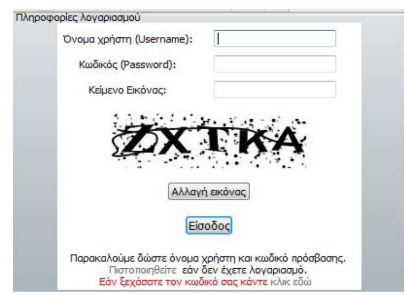 Πληροφορίες λογαριασμού
Όνομα χρήστη (Username):
Κωδικός (Password):
Κείμενο Εικόνας:
ZXTKA
Αλλαγή εικόνας
Είσοδος
Παρακαλούμε δώστε όνομα χρήστη και κωδικό πρόσβασης.
Πιστοποιηθείτε εάν δεν έχετε λογαριασμό.
Εάν ξεχάσατε τον κωδικό σας κάντε κλικ εδώ